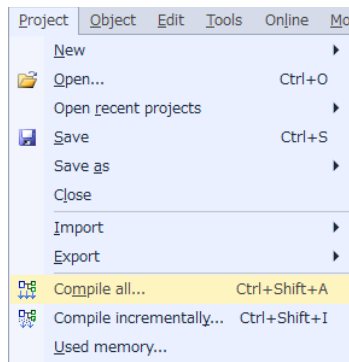 Project Object Edit Tools Online Mo
New
Open... Ctrl+O
Open recent projects
Save Ctrl+S
Save as
Close
Import
Export
Compile all... Ctrl+Shift+A
Compile incrementally... Ctrl+Shift+I
Used memory...